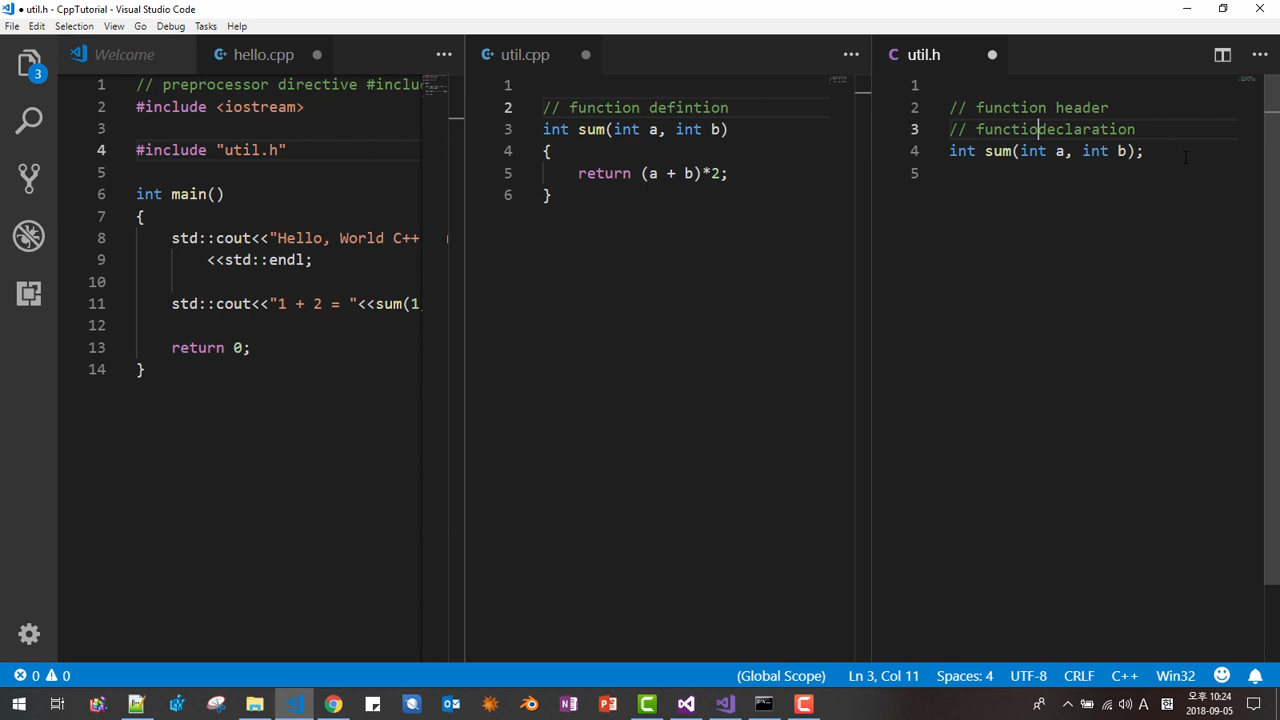 ● util.h - CppTutorial - Visual Studio Code
File Edit Selection View Go Debug Tasks Help
Welcome hello.cpp
1 // preprocessor directive #inclu
2 #include <iostream>
3
4 #include "util.h"
5
6 int main()
7 {
8 std::cout<<"Hello, World C++
9 <<std::endl;
10
11 std::cout<<"1 + 2 = "<<sum(1,
12
13 return 0;
14 }
util.cpp
1
2 // function defintion
3 int sum(int a, int b)
4 {
5 return (a + b)*2;
6 }
C util.h
1
2 // function header
3 // functiodeclaration
4 int sum(int a, int b);
5
3
0 0 (Global Scope) Ln 3, Col 11 Spaces: 4 UTF-8 CRLF C++ Win32
A 오후 10:24
2018-09-05